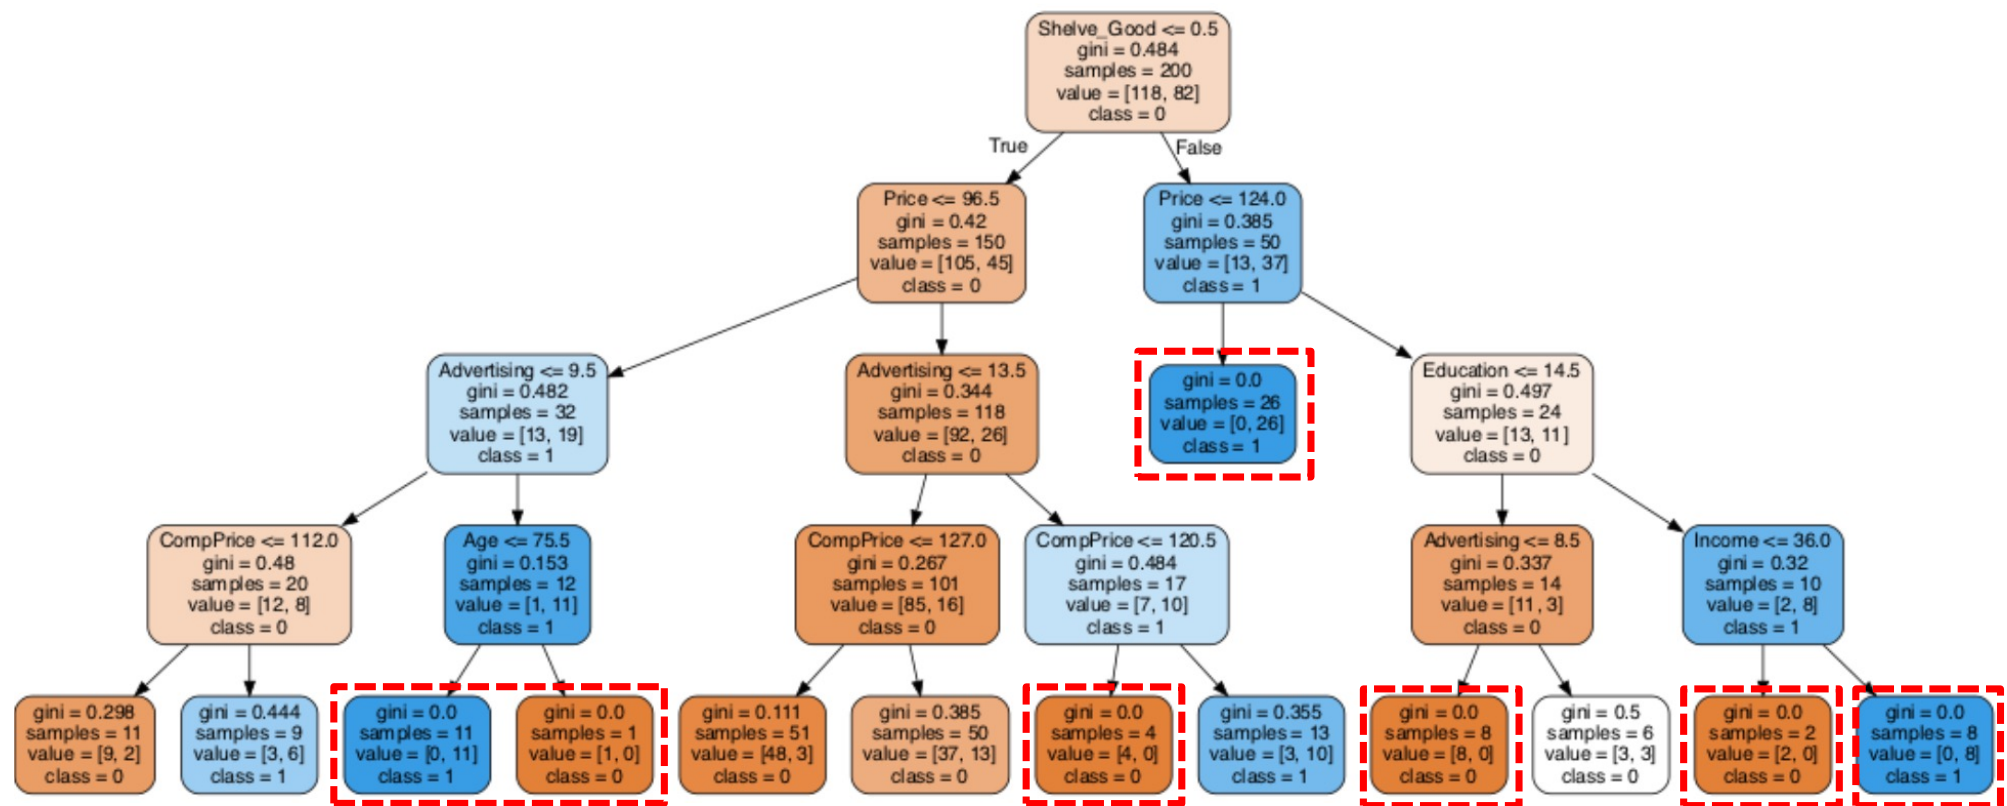 Shelve_Good <= 0.5
gini = 0.484
samples = 200
value = [118, 82]
class = 0
True
False
Price <= 96.5
gini = 0.42
samples = 150
value = [105, 45]
class = 0
Price <= 124.0
gini = 0.385
samples = 50
value = [13, 37]
class = 1
Advertising <= 9.5
gini = 0.482
samples = 32
value = [13, 19]
class = 1
Advertising <= 13.5
gini = 0.344
samples = 118
value = [92, 26]
class = 0
gini = 0.0
samples = 26
value = [0, 26]
class = 1
Education <= 14.5
gini = 0.497
samples = 24
value = [13, 11]
class = 0
CompPrice <= 112.0
gini = 0.48
samples = 20
value = [12, 8]
class = 0
Age <= 75.5
gini = 0.153
samples = 12
value = [1, 11]
class = 1
CompPrice <= 127.0
gini = 0.267
samples = 101
value = [85, 16]
class = 0
CompPrice <= 120.5
gini = 0.484
samples = 17
value = [7, 10]
class = 1
Advertising <= 8.5
gini = 0.337
samples = 14
value = [11, 3]
class = 0
Income <= 36.0
gini = 0.32
samples = 10
value = [2, 8]
class = 1
gini = 0.298
samples = 11
value = [9, 2]
class = 0
gini = 0.444
samples = 9
value = [3, 6]
class = 1
gini = 0.0
samples = 11
value = [0, 11]
class = 1
gini = 0.0
samples = 1
value = [1, 0]
class = 0
gini = 0.111
samples = 51
value = [48, 3]
class = 0
gini = 0.385
samples = 50
value = [37, 13]
class = 0
gini = 0.0
samples = 4
value = [4, 0]
class = 0
gini = 0.355
samples = 13
value = [3, 10]
class = 1
gini = 0.0
samples = 8
value = [8, 0]
class = 0
gini = 0.5
samples = 6
value = [3, 3]
class = 0
gini = 0.0
samples = 2
value = [2, 0]
class = 0
gini = 0.0
samples = 8
value = [0, 8]
class = 1